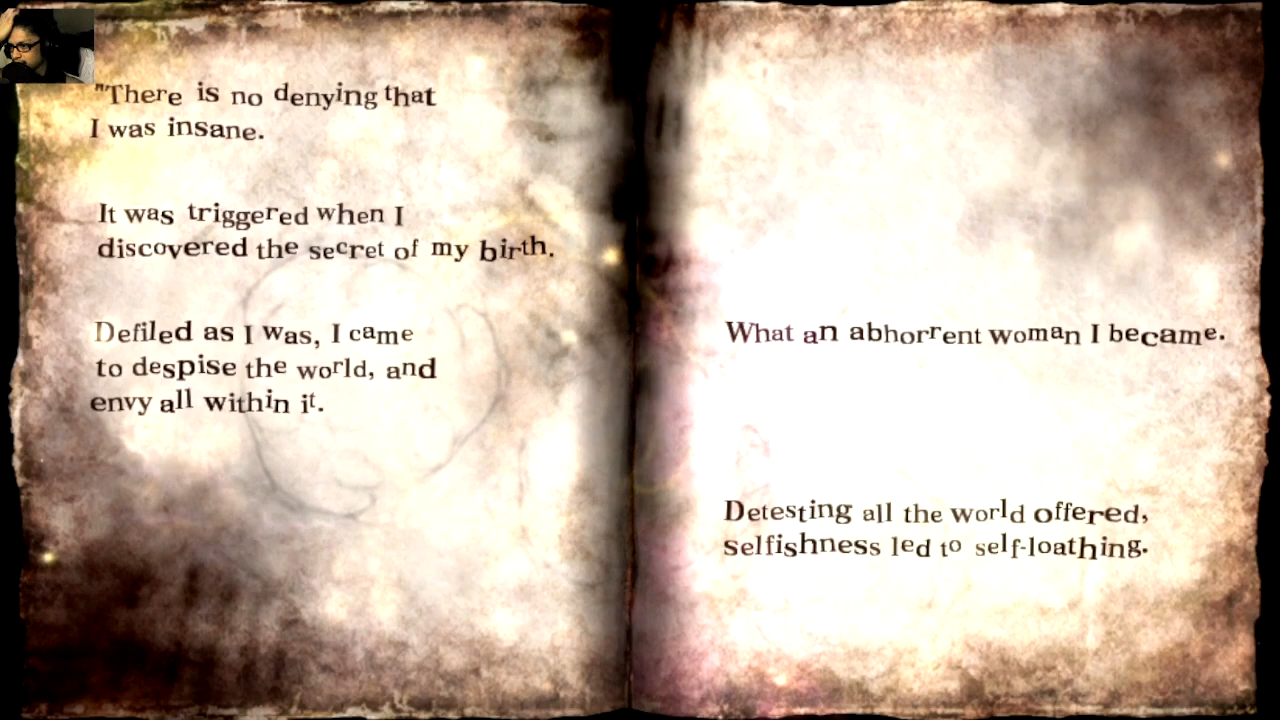 "There is no denying that
I was insane.
It was triggered when I
discovered the secret of my birth.
Defiled as I was, I came
to despise the world, and
envy all within it.
What an abhorrent woman I became.
Detesting all the world offered,
selfishness led to self-loathing.